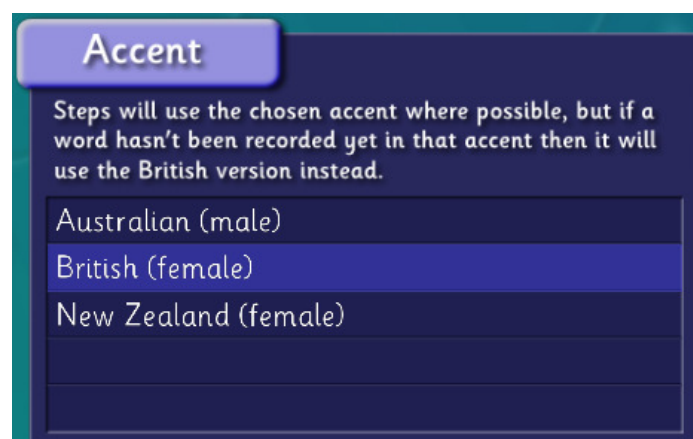 Accent
Steps will use the chosen accent where possible, but if a
word hasn't been recorded yet in that accent then it will
use the British version instead.
Australian (male)
British (female)
New Zealand (female)